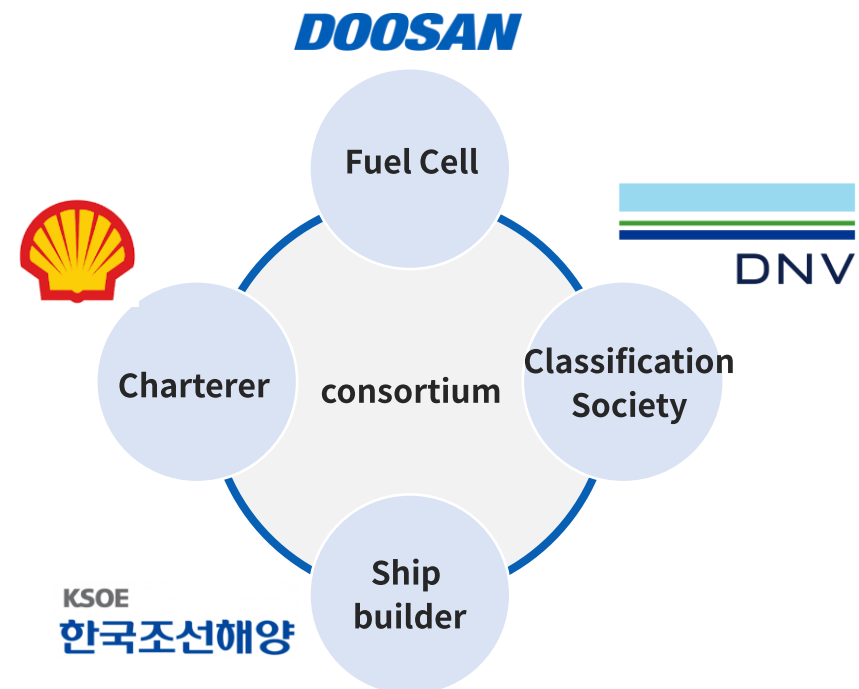 DOOSAN
Fuel Cell
DNV
Classification
Society
Charterer
consortium
Ship
builder
KSOE
한국조선해양